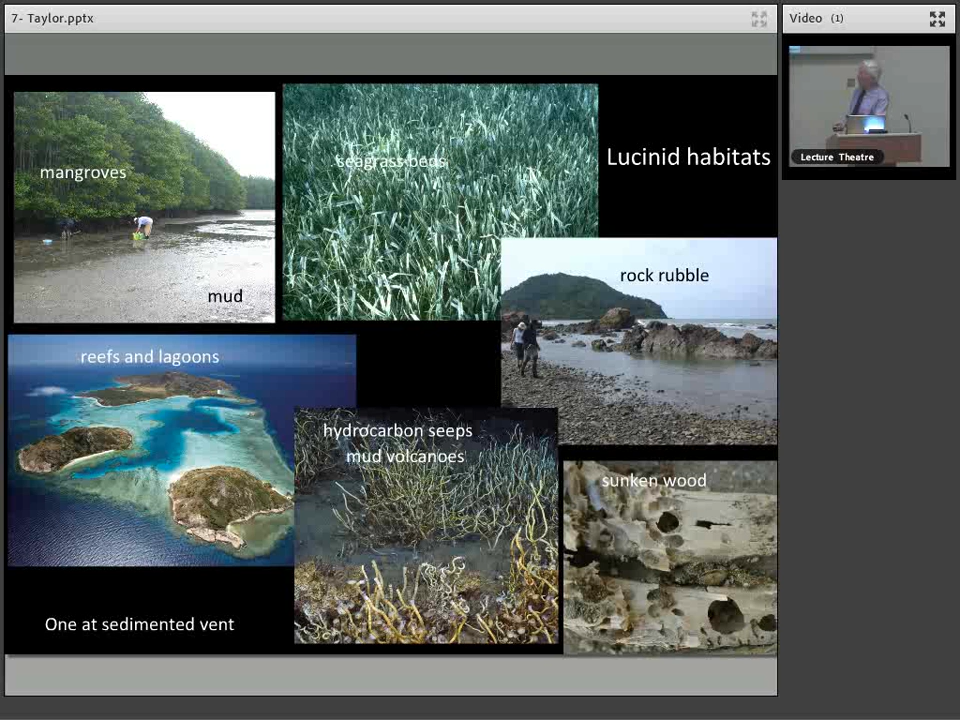 7- Taylor.pptx
Video (1)
Lecture Theatre
Lucinid habitats
mangroves
seagrass beds
mud
rock rubble
reefs and lagoons
hydrocarbon seeps
mud volcanoes
sunken wood
One at sedimented vent